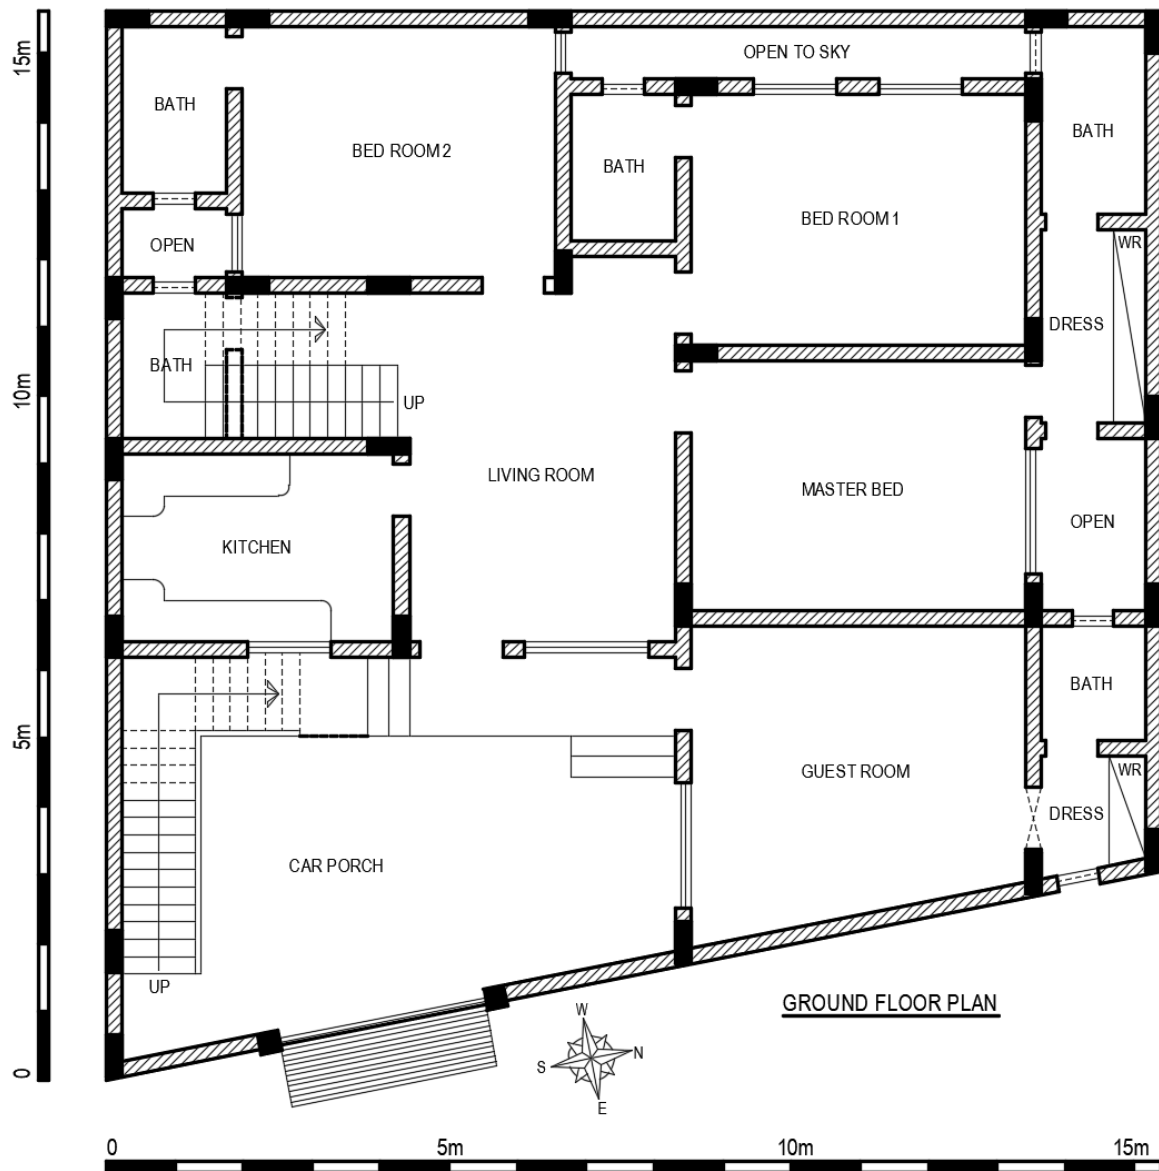 OPEN TO SKY
15m
BATH
BED ROOM 2
BATH
BATH
BED ROOM 1
OPEN
WR
DRESS
BATH
10m
UP
LIVING ROOM
MASTER BED
OPEN
KITCHEN
BATH
5m
GUEST ROOM
WR
DRESS
CAR PORCH
UP
GROUND FLOOR PLAN
W
N
S
E
0
0 5m 10m 15m